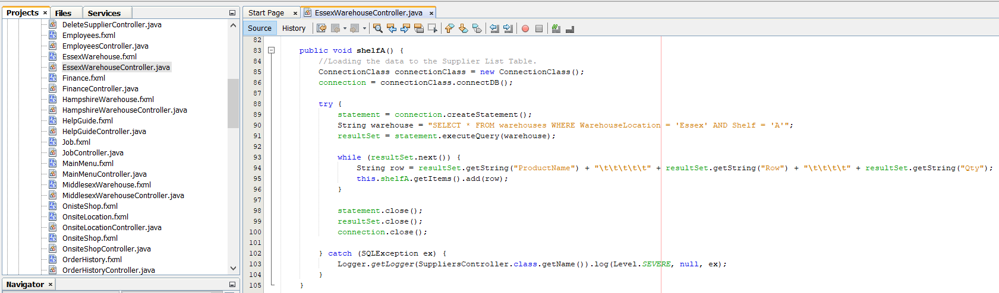 Projects × Files Services
DeleteSupplierController.java
Employees.fxml
EmployeesController.java
EssexWarehouse.fxml
EssexWarehouseController.java
Finance.fxml
FinanceController.java
HampshireWarehouse.fxml
HampshireWarehouseController.java
HelpGuide.fxml
HelpGuideController.java
Job.fxml
JobController.java
MainMenu.fxml
MainMenuController.java
MiddlesexWarehouse.fxml
MiddlesexWarehouseController.java
OnisteShop.fxml
OnsiteLocation.fxml
OnsiteLocationController.java
OnsiteShop.fxml
OnsiteShopController.java
OrderHistory.fxml
OrderHistoryController.java
Navigator ×
Start Page × EssexWarehouseController.java ×
Source History
82
83 public void shelfA() {
84 //Loading the data to the Supplier List Table.
85 ConnectionClass connectionClass = new ConnectionClass();
86 connection = connectionClass.connectDB();
87
88 try {
89 statement = connection.createStatement();
90 String warehouse = "SELECT * FROM warehouses WHERE WarehouseLocation = 'Essex' AND Shelf = 'A'";
91 resultSet = statement.executeQuery(warehouse);
92
93 while (resultSet.next()) {
94 String row = resultSet.getString("ProductName") + "\t\t\t\t\t" + resultSet.getString("Row") + "\t\t\t\t" + resultSet.getString("Qty");
95 this.shelfA.getItems().add(row);
96 }
97
98 statement.close();
99 resultSet.close();
100 connection.close();
101
102 } catch (SQLException ex) {
103 Logger.getLogger(SuppliersController.class.getName()).log(Level.SEVERE, null, ex);
104 }
105 }